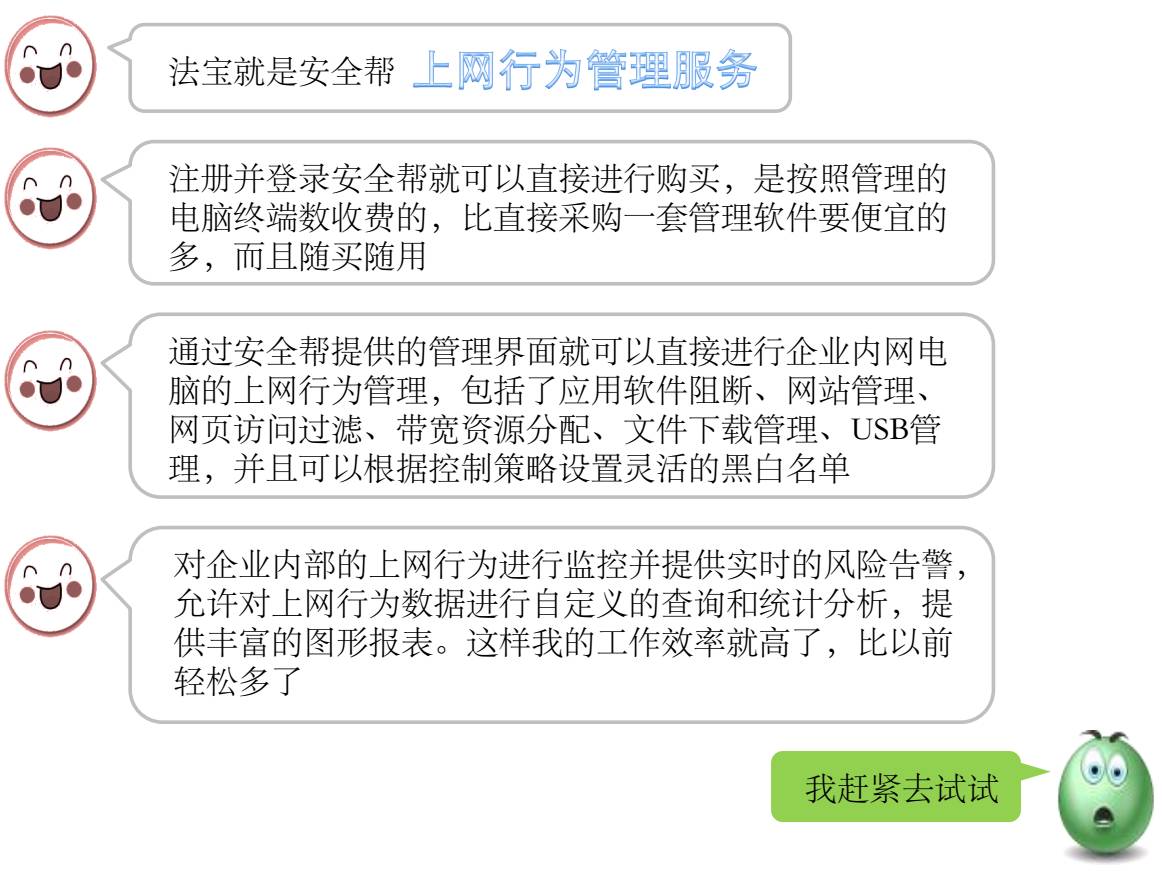 法宝就是安全帮 上网行为管理服务
注册并登录安全帮就可以直接进行购买，是按照管理的
电脑终端数收费的，比直接采购一套管理软件要便宜的
多，而且随买随用
通过安全帮提供的管理界面就可以直接进行企业内网电
脑的上网行为管理，包括了应用软件阻断、网站管理、
网页访问过滤、带宽资源分配、文件下载管理、USB管
理，并且可以根据控制策略设置灵活的黑白名单
对企业内部的上网行为进行监控并提供实时的风险告警，
允许对上网行为数据进行自定义的查询和统计分析，提
供丰富的图形报表。这样我的工作效率就高了，比以前
轻松多了
我赶紧去试试